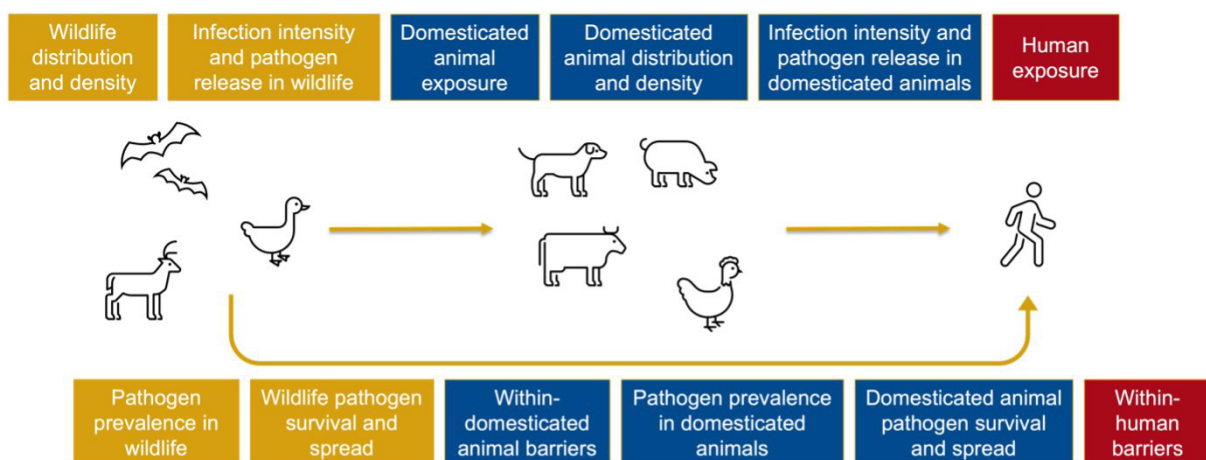 Wildlife
distribution
and density
Infection intensity
and pathogen
release in wildlife
Domesticated
animal
exposure
Domesticated
animal distribution
and density
Infection intensity and
pathogen release in
domesticated animals
Human
exposure
Pathogen
prevalence in
wildlife
Wildlife pathogen
survival and
spread
Within-
domesticated
animal barriers
Pathogen prevalence
in domesticated
animals
Domesticated animal
pathogen survival
and spread
Within-
human
barriers